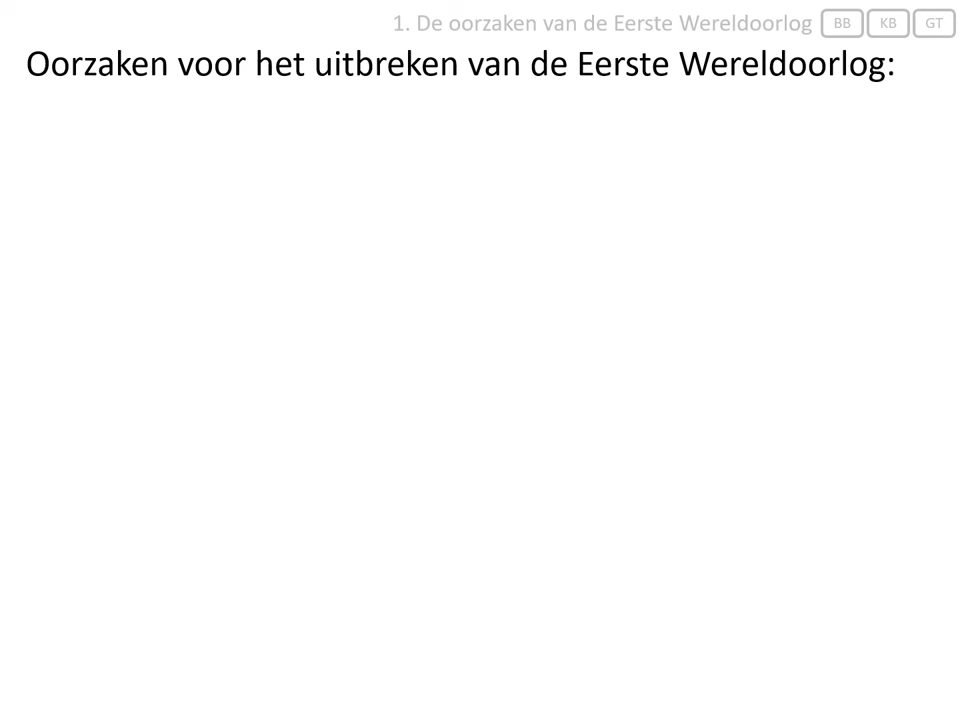 1. De oorzaken van de Eerste Wereldoorlog BB KB GT
Oorzaken voor het uitbreken van de Eerste Wereldoorlog: